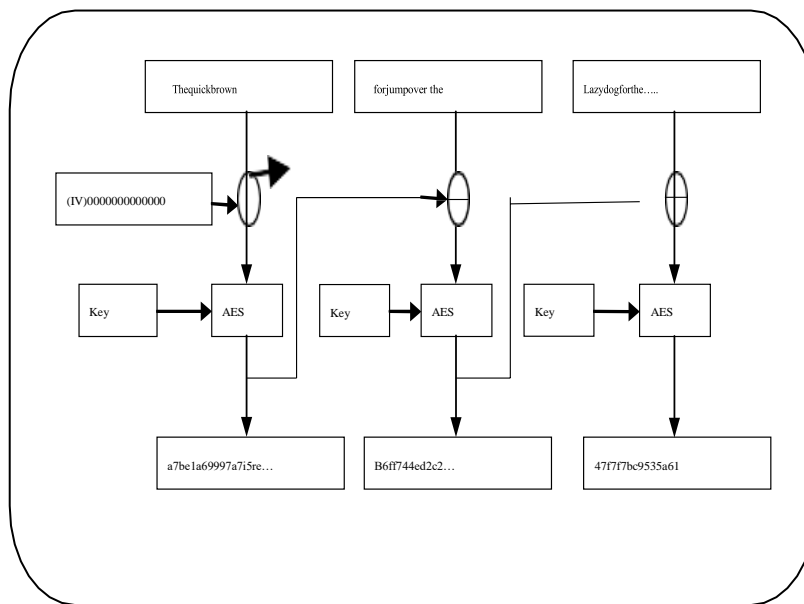 Thequickbrown
forjumpover the
Lazydogforthe…..
(IV)0000000000000
Key
AES
Key
AES
Key
AES
a7be1a69997a7i5re…
B6ff744ed2c2…
47f7f7bc9535a61